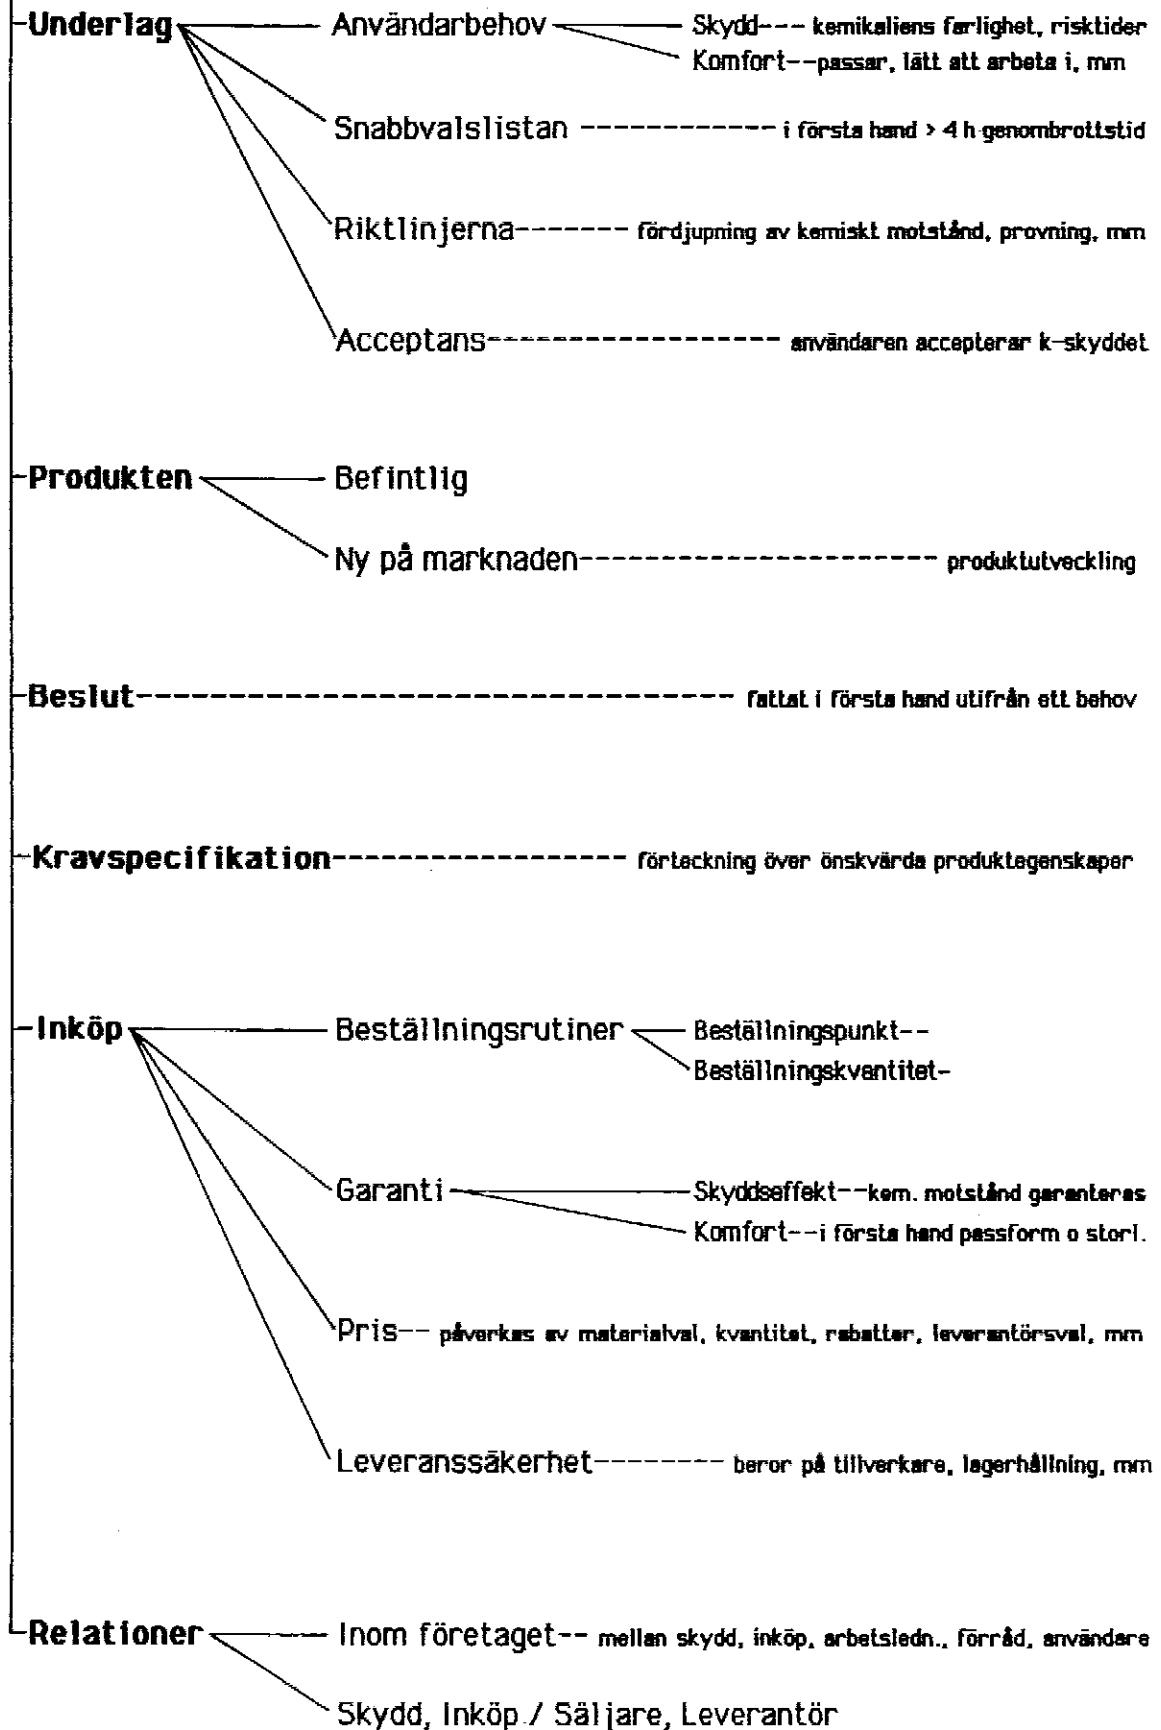 Underlag Användarbehov Skydd--- kemikaliens farlighet, risktider
Komfort--passar, lätt att arbeta i, mm
Snabbvalslistan ------------ i första hand > 4 h genombrottstid
Riktlinjerna------- fördjupning av kemiskt motstånd, provning, mm
Acceptans------------------ användaren accepterar k-skyddet
Produkten Befintlig
Ny på marknaden---------------------- produktutveckling
Beslut------------------------------------ fattat i första hand utifrån ett behov
Kravspecifikation------------------ förteckning över önskvärda produktegenskaper
Inköp Beställningsrutiner Beställningspunkt--
Beställningskvantitet-
Garanti Skyddseffekt--kem. motstånd garanteras
Komfort--i första hand passform o storl.
Pris-- påverkas av materialval, kvantitet, rabatter, leverantörsval, mm
Leveranssäkerhet-------- beror på tillverkare, lagerhållning, mm
Relationer Inom företaget-- mellan skydd, inköp, arbetsledn., förråd, användare
Skydd, Inköp / Säljare, Leverantör